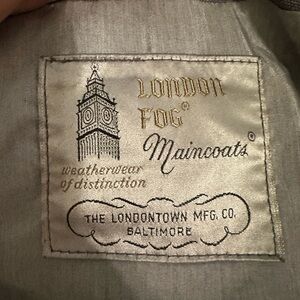 LONDON
FOG®
Maincoats®
weatherwear
of distinction
THE LONDONTOWN MFG. CO.
BALTIMORE